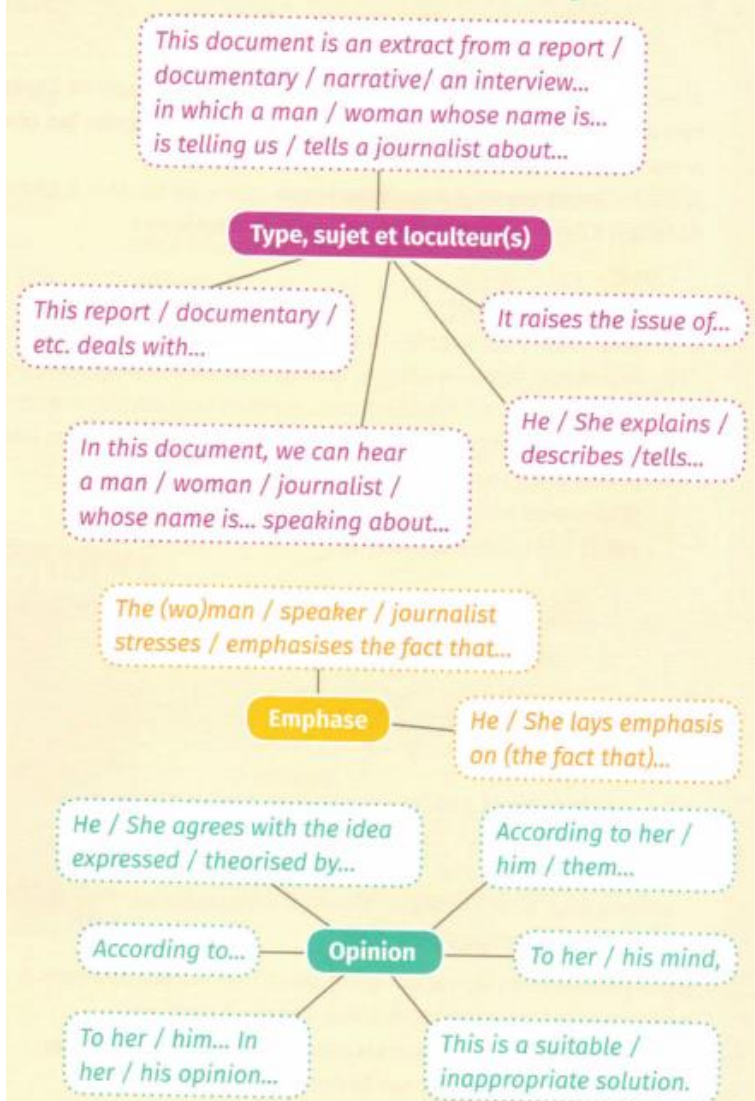 This document is an extract from a report /
documentary / narrative/ an interview...
in which a man / woman whose name is...
is telling us / tells a journalist about...
Type, sujet et loculteur(s)
This report / documentary /
etc. deals with...
It raises the issue of...
In this document, we can hear
a man / woman / journalist /
whose name is... speaking about...
He / She explains /
describes /tells...
The (wo)man / speaker / journalist
stresses / emphasises the fact that...
Emphase
He / She lays emphasis
on (the fact that)...
He / She agrees with the idea
expressed / theorised by...
According to her /
him / them...
According to...
Opinion
To her / his mind,
To her / him... In
her / his opinion...
This is a suitable /
inappropriate solution.